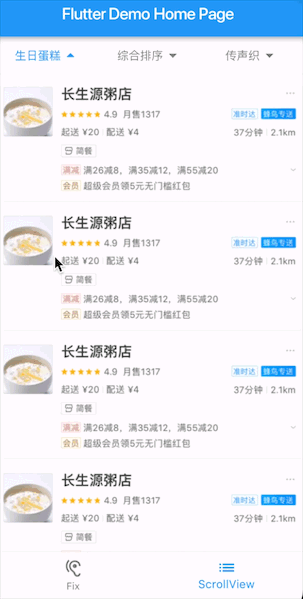 Flutter Demo Home Page
生日蛋糕 综合排序 传声织
长生源粥店
4.9 月售1317 准时达 蜂鸟专送
起送 ¥20 配送 ¥4 37分钟 2.1km
简餐
满减 满26减8，满35减12，满55减20
会员 超级会员领5元无门槛红包
长生源粥店
4.9 月售1317 准时达 蜂鸟专送
起送 ¥20 配送 ¥4 37分钟 2.1km
简餐
满减 满26减8，满35减12，满55减20
会员 超级会员领5元无门槛红包
长生源粥店
4.9 月售1317 准时达 蜂鸟专送
起送 ¥20 配送 ¥4 37分钟 2.1km
简餐
满减 满26减8，满35减12，满55减20
会员 超级会员领5元无门槛红包
长生源粥店
4.9 月售1317 准时达 蜂鸟专送
起送 ¥20 配送 ¥4 37分钟 2.1km
简餐
Fix ScrollView